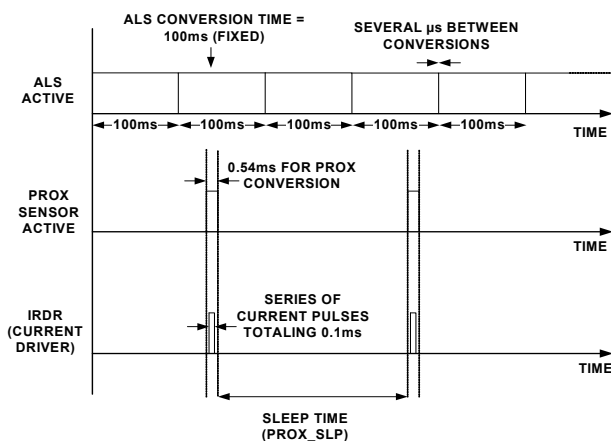 ALS CONVERSION TIME =
100ms (FIXED)
SEVERAL µs BETWEEN
CONVERSIONS
ALS
ACTIVE
100ms
100ms
100ms
100ms
100ms
TIME
0.54ms FOR PROX
CONVERSION
PROX
SENSOR
ACTIVE
TIME
SERIES OF
CURRENT PULSES
TOTALING 0.1ms
IRDR
(CURRENT
DRIVER)
TIME
SLEEP TIME
(PROX_SLP)